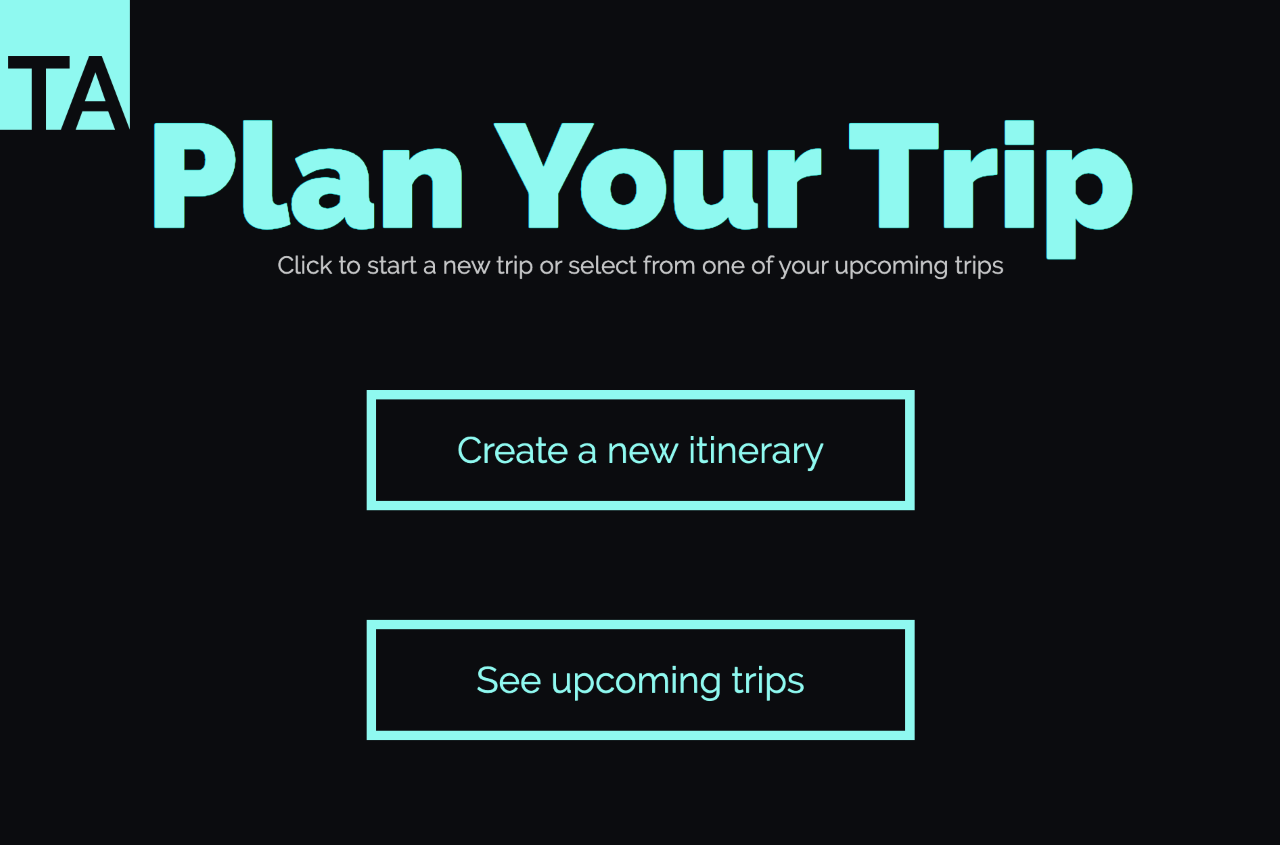 TA
Plan Your Trip
Click to start a new trip or select from one of your upcoming trips
Create a new itinerary
See upcoming trips